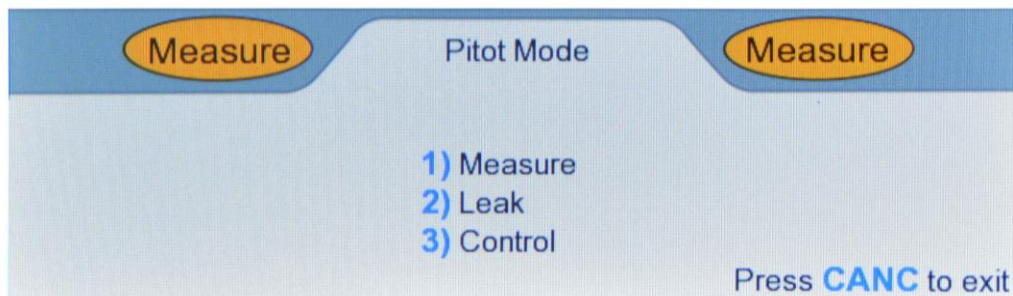 Measure Pitot Mode Measure
1) Measure
2) Leak
3) Control
Press CANC to exit